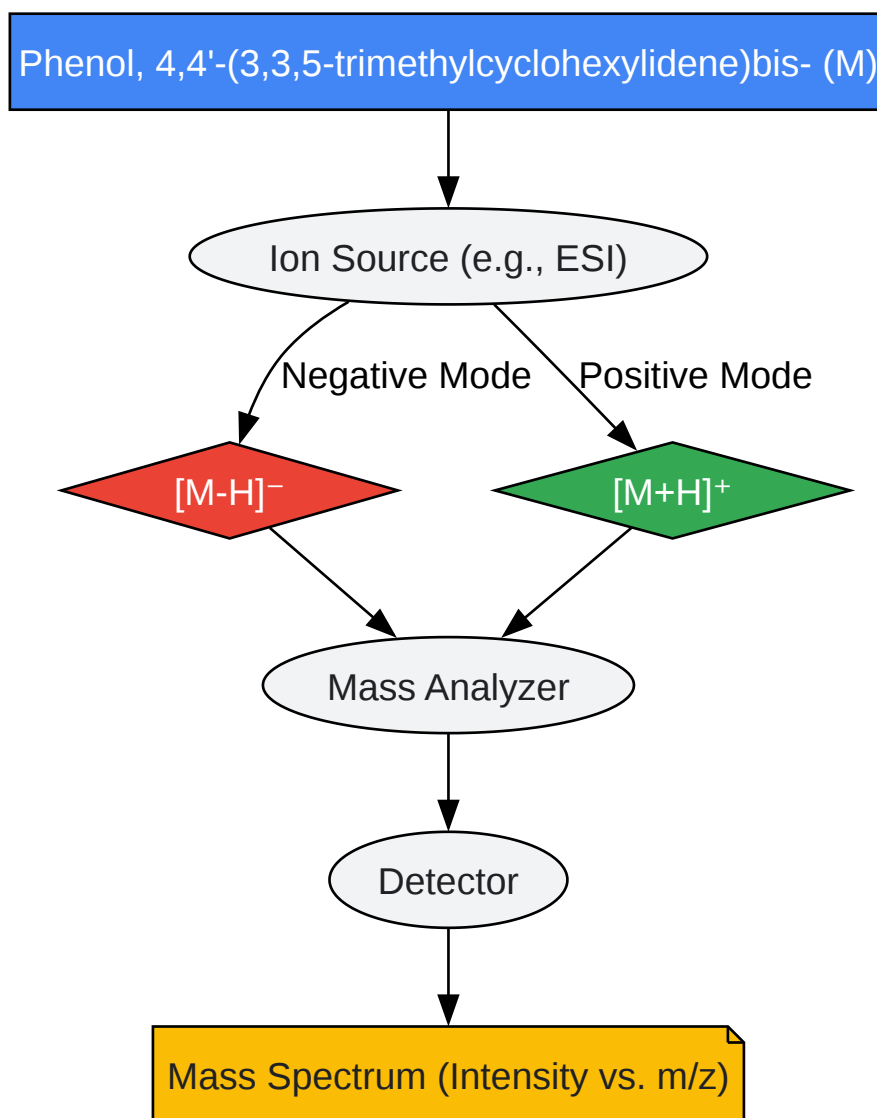 Phenol, 4,4'-(3,3,5-trimethylcyclohexylidene)bis- (M)
Ion Source (e.g., ESI)
Negative Mode
Positive Mode
[M-H]⁻
[M+H]⁺
Mass Analyzer
Detector
Mass Spectrum (Intensity vs. m/z)